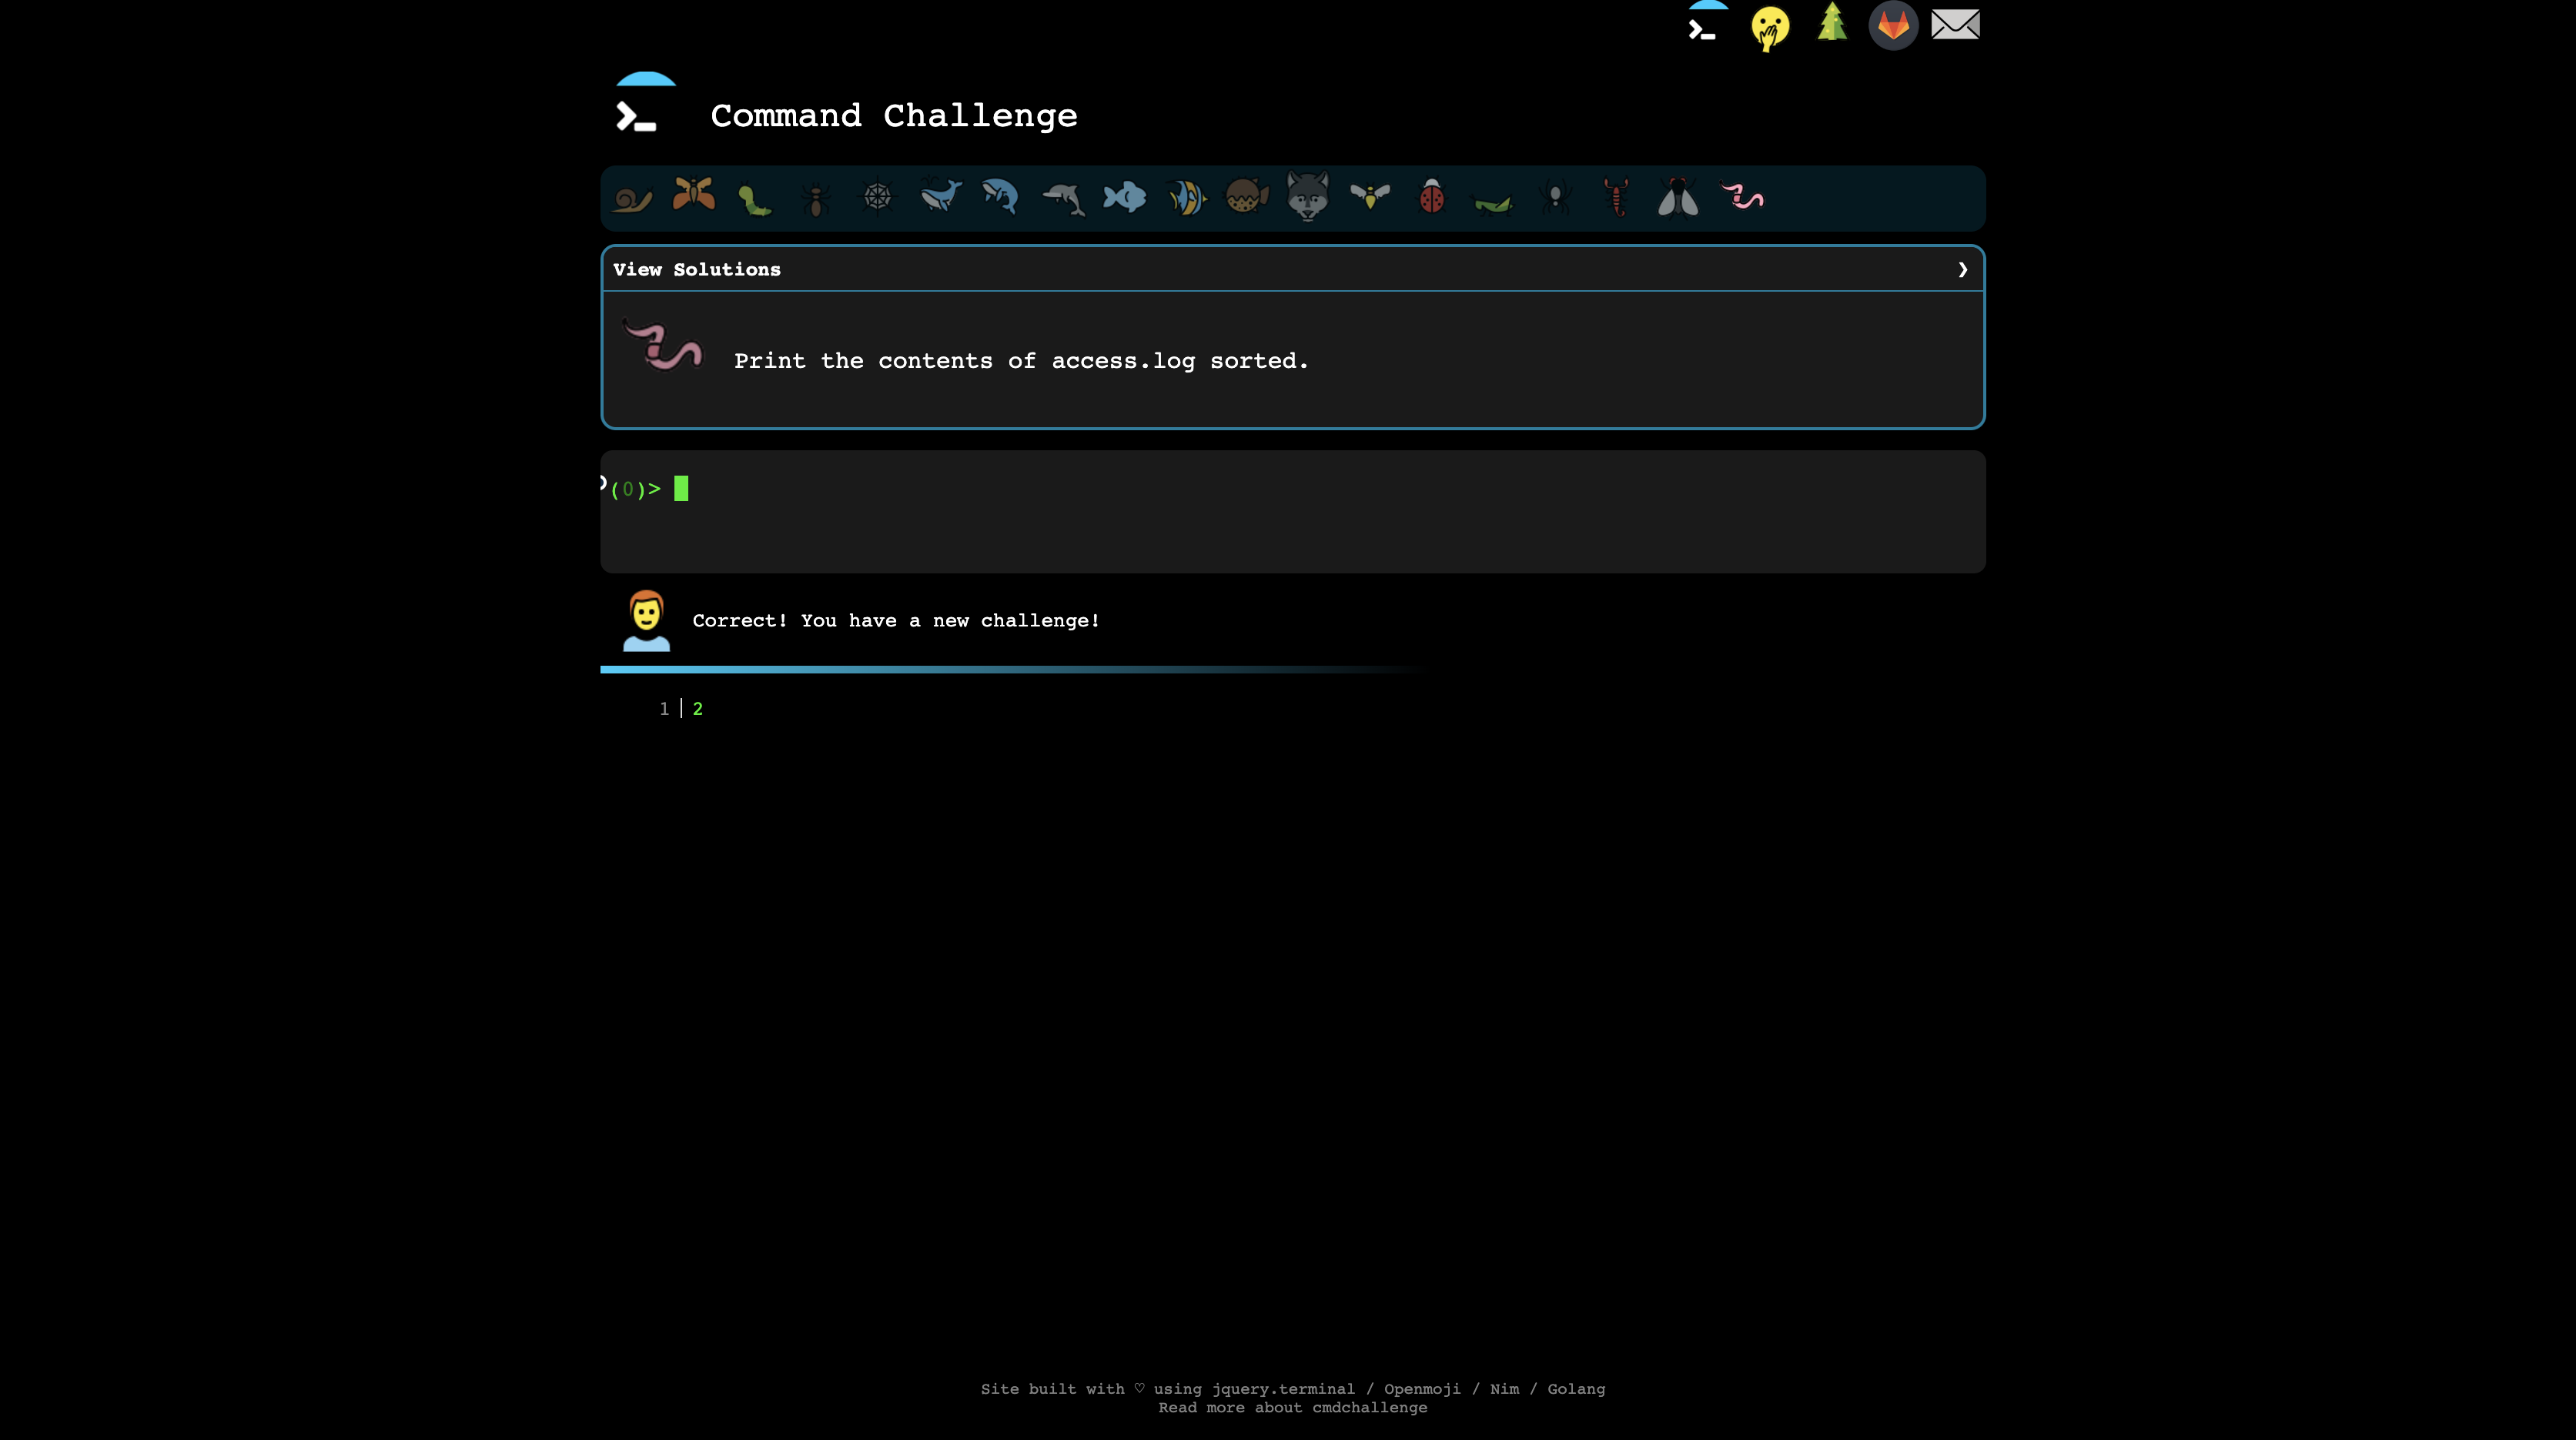 Command Challenge
View Solutions ❯
Print the contents of access.log sorted.
(0)>
Correct! You have a new challenge!
1 2
Site built with ♡ using jquery.terminal / Openmoji / Nim / Golang
Read more about cmdchallenge